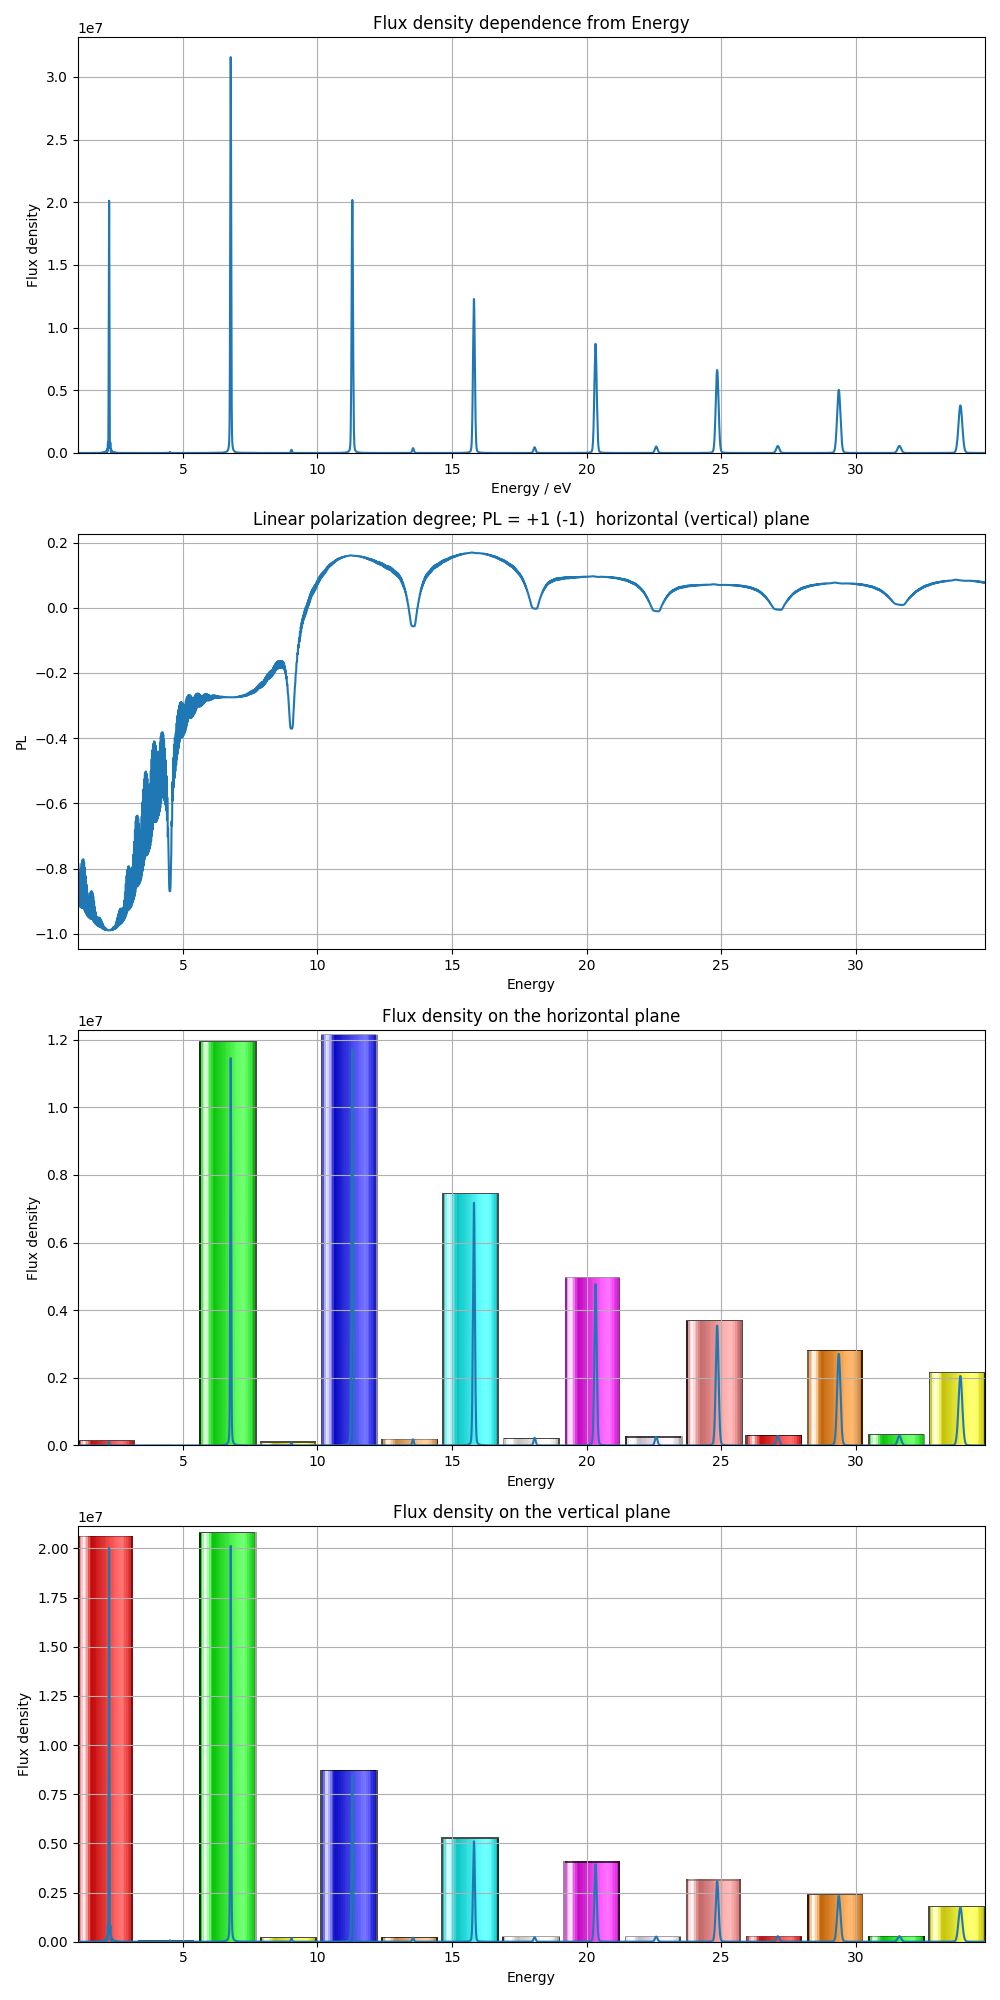 Flux density dependence from Energy
1e7
3.0
2.5
2.0
1.5
1.0
0.5
0.0
Flux density
5 10 15 20 25 30
Energy / eV
Linear polarization degree; PL = +1 (-1)  horizontal (vertical) plane
0.2
0.0
−0.2
−0.4
−0.6
−0.8
−1.0
PL
5 10 15 20 25 30
Energy
Flux density on the horizontal plane
1e7
1.2
1.0
0.8
0.6
0.4
0.2
0.0
Flux density
5 10 15 20 25 30
Energy
Flux density on the vertical plane
1e7
2.00
1.75
1.50
1.25
1.00
0.75
0.50
0.25
0.00
Flux density
5 10 15 20 25 30
Energy